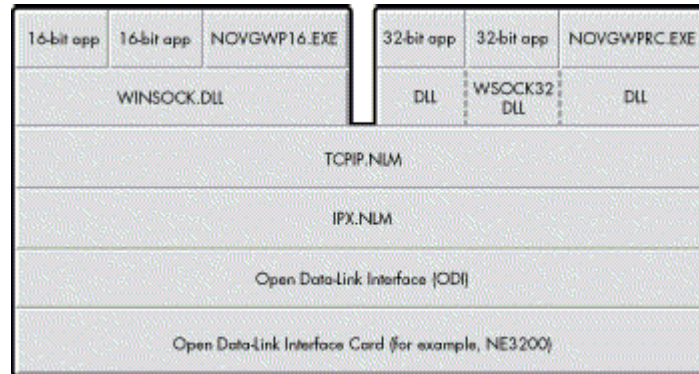 16-bit app 16-bit app NOVGWP16.EXE 32-bit app 32-bit app NOVGWPRC.EXE
WINSOCK.DLL DLL WSOCK32 DLL DLL
TCPIP.NLM
IPX.NLM
Open Data-Link Interface (ODI)
Open Data-Link Interface Card (for example, NE3200)